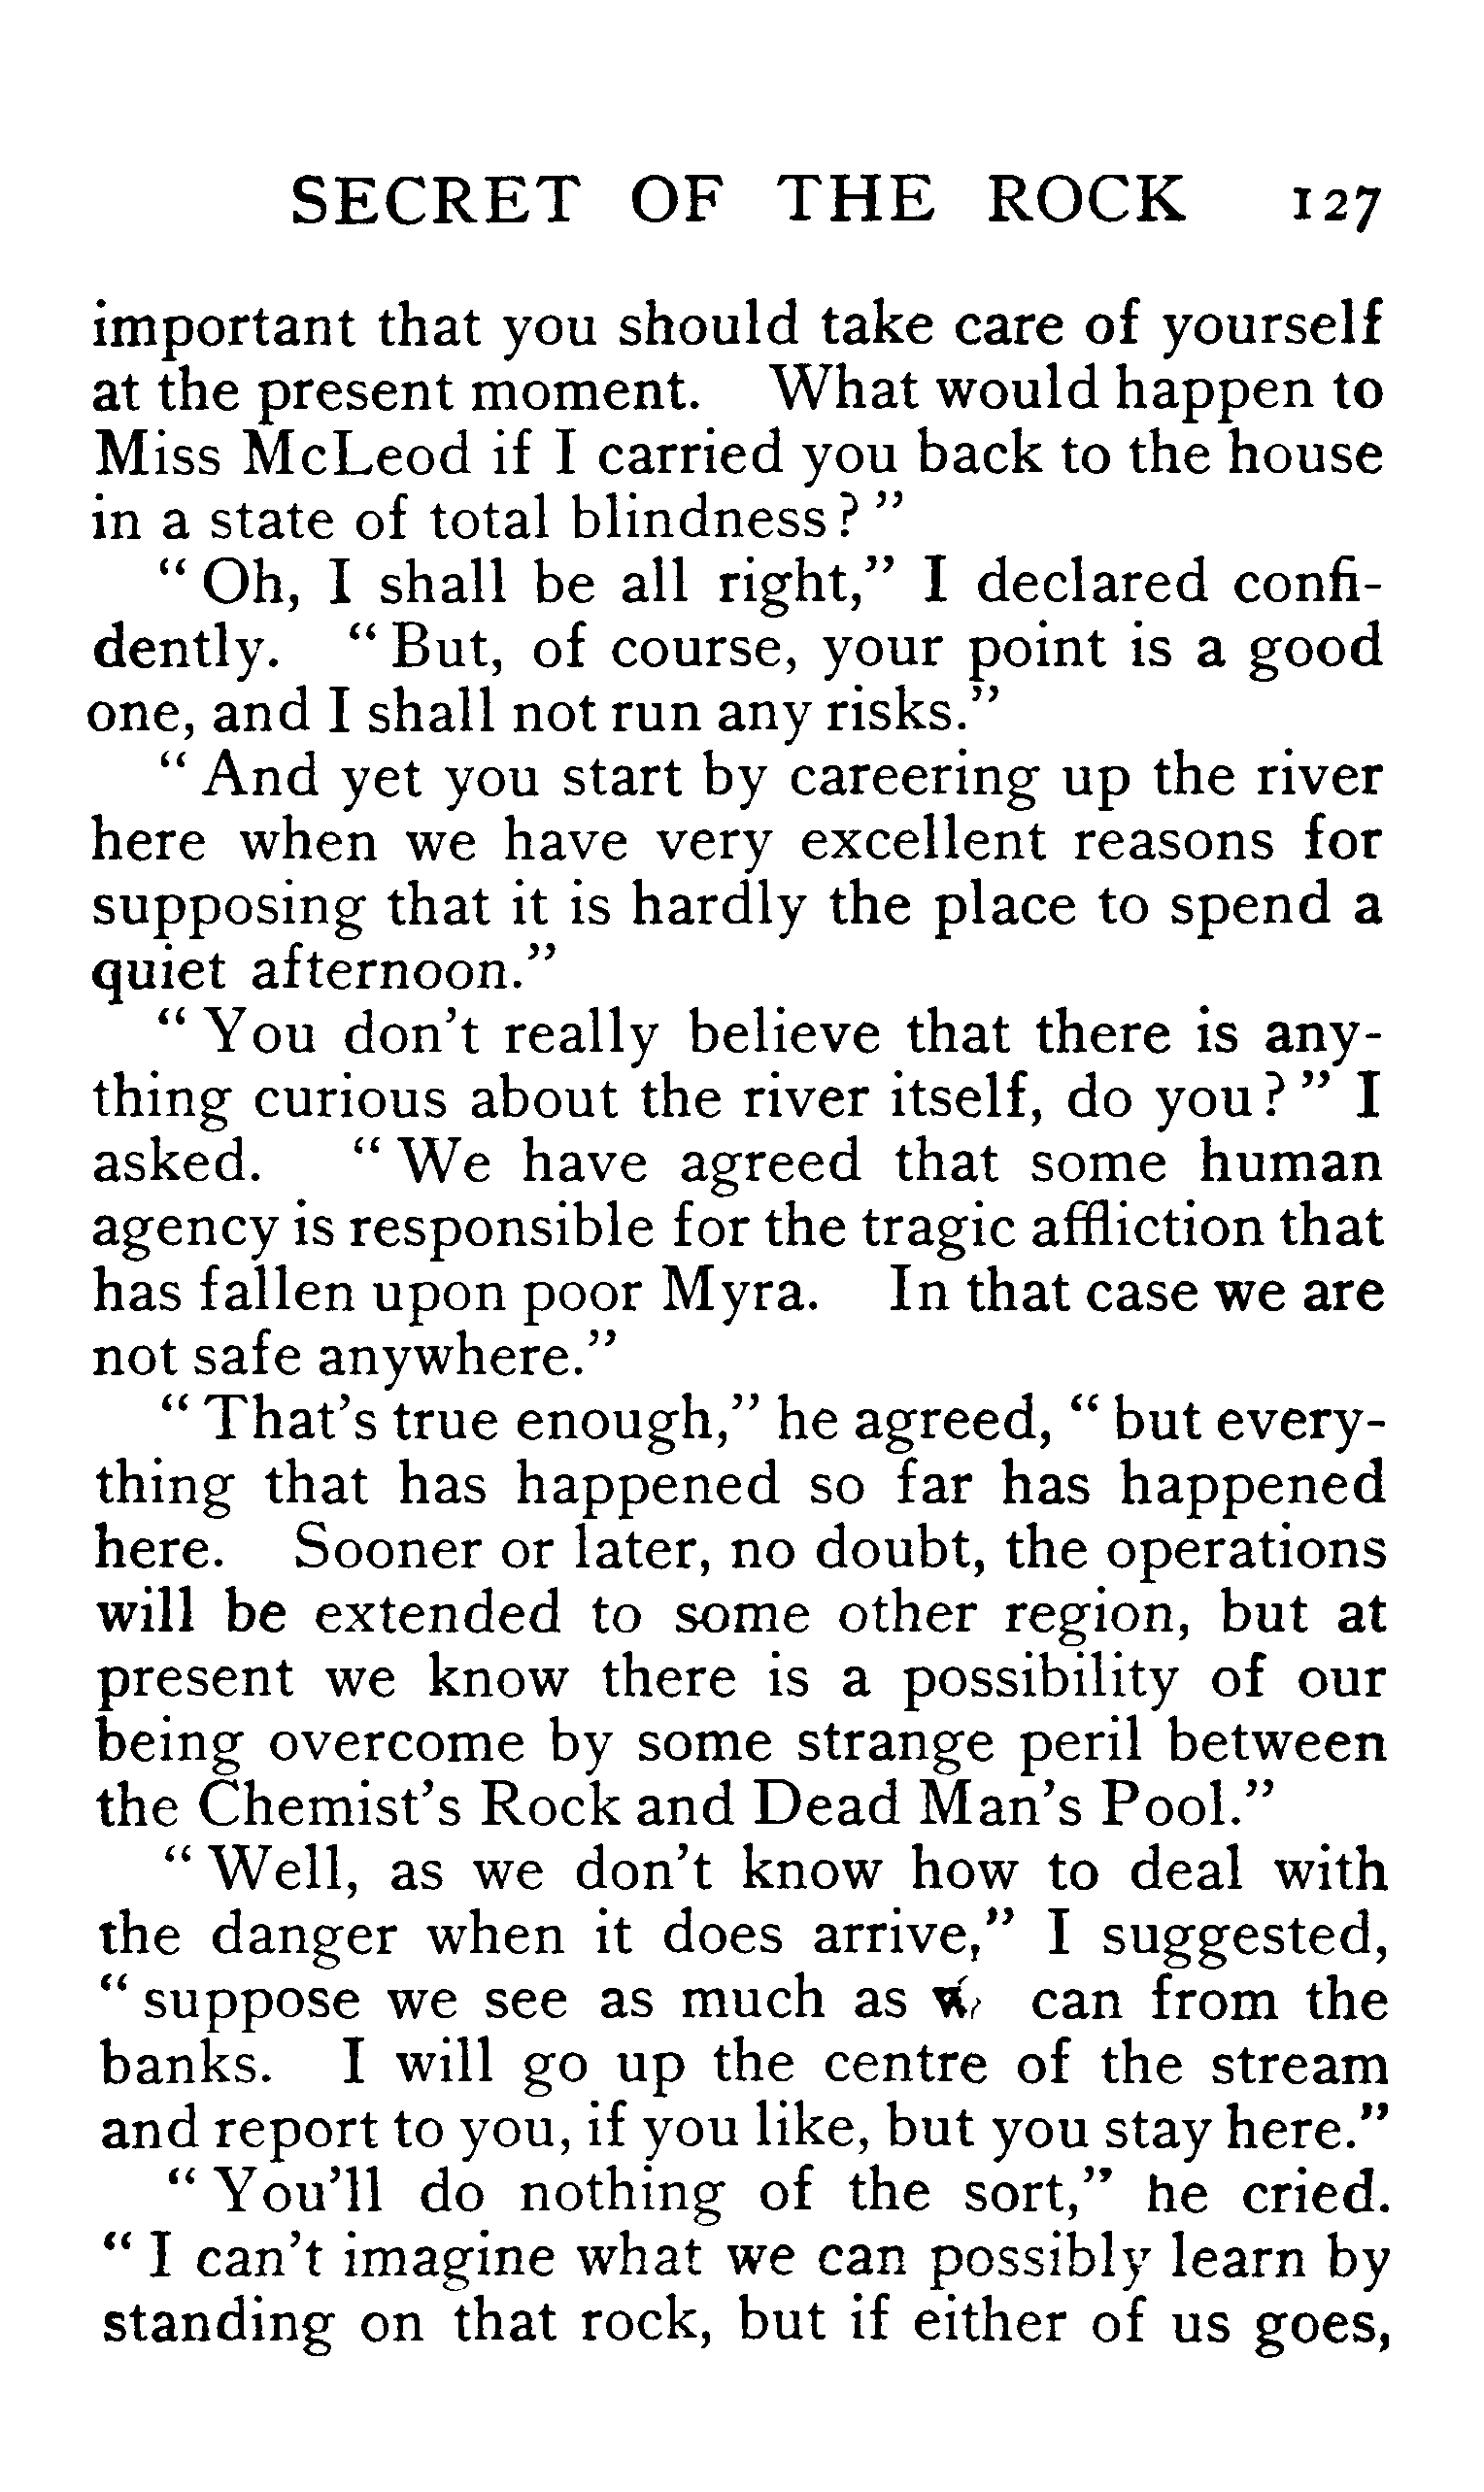 SECRET OF THE ROCK 127
important that you should take care of yourself
at the present moment. What would happen to
Miss McLeod if I carried you back to the house
in a state of total blindness? "
" Oh, I shall be all right," I declared confi-
dently. " But, of course, your point is a good
one, and I shall not run any risks."
" And yet you start by careering up the river
here when we have very excellent reasons for
supposing that it is hardly the place to spend a
quiet afternoon."
" You don't really believe that there is any-
thing curious about the river itself, do you? " I
asked. " We have agreed that some human
agency is responsible for the tragic affliction that
has fallen upon poor Myra. In that case we are
not safe anywhere."
" That's true enough," he agreed, " but every-
thing that has happened so far has happened
here. Sooner or later, no doubt, the operations
will be extended to some other region, but at
present we know there is a possibility of our
being overcome by some strange peril between
the Chemist's Rock and Dead Man's Pool."
" Well, as we don't know how to deal with
the danger when it does arrive," I suggested,
" suppose we see as much as can from the
banks. I will go up the centre of the stream
and report to you, if you like, but you stay here."
" You'll do nothing of the sort," he cried.
" I can't imagine what we can possibly learn by
standing on that rock, but if either of us goes,